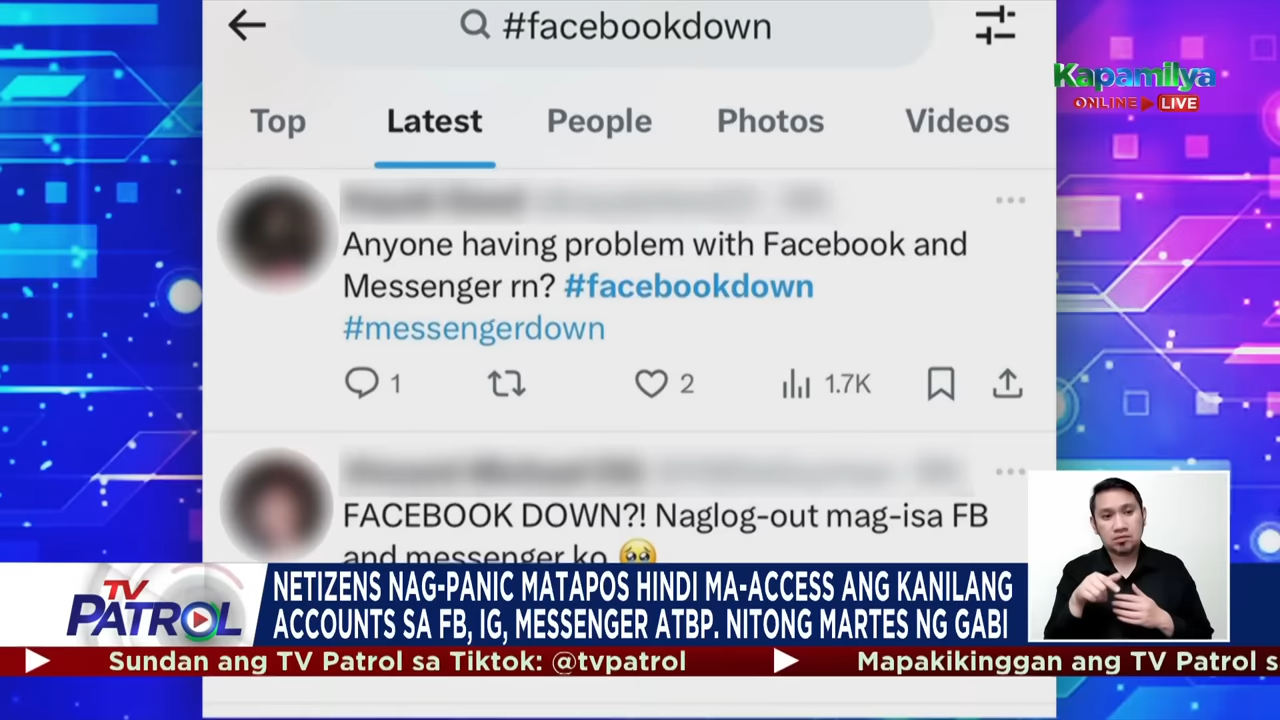 #facebookdown
Kapamilya
ONLINE LIVE
Top Latest People Photos Videos
Anyone having problem with Facebook and
Messenger rn? #facebookdown
#messengerdown
1 2 1.7K
FACEBOOK DOWN?! Naglog-out mag-isa FB
and messenger ko
TV PATROL
NETIZENS NAG-PANIC MATAPOS HINDI MA-ACCESS ANG KANILANG
ACCOUNTS SA FB, IG, MESSENGER ATBP. NITONG MARTES NG GABI
Sundan ang TV Patrol sa Tiktok: @tvpatrol Mapakikinggan ang TV Patrol s